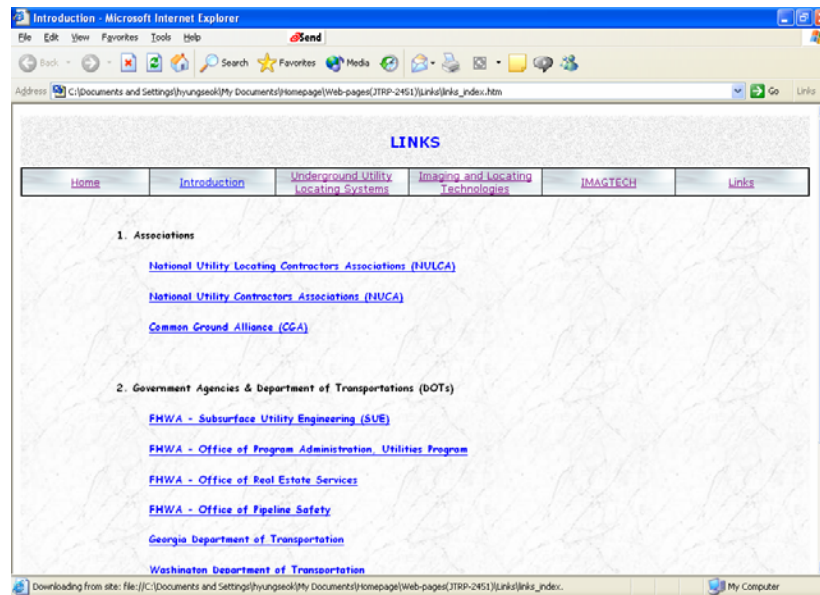 Introduction - Microsoft Internet Explorer
File Edit View Favorites Tools Help Send
Back Search Favorites Media
Address C:\Documents and Settings\hyungseok\My Documents\Homepage\Web-pages(JTRP-2451)\Links\links_index.htm Go Links
LINKS
Home Introduction Underground Utility Locating Systems Imaging and Locating Technologies IMAGTECH Links
1. Associations
National Utility Locating Contractors Associations (NULCA)
National Utility Contractors Associations (NUCA)
Common Ground Alliance (CGA)
2. Government Agencies & Department of Transportations (DOTs)
FHWA - Subsurface Utility Engineering (SUE)
FHWA - Office of Program Administration, Utilities Program
FHWA - Office of Real Estate Services
FHWA - Office of Pipeline Safety
Georgia Department of Transportation
Washington Department of Transportation
Downloading from site: file://C:\Documents and Settings\hyungseok\My Documents\Homepage\Web-pages(JTRP-2451)\Links\links_index. My Computer